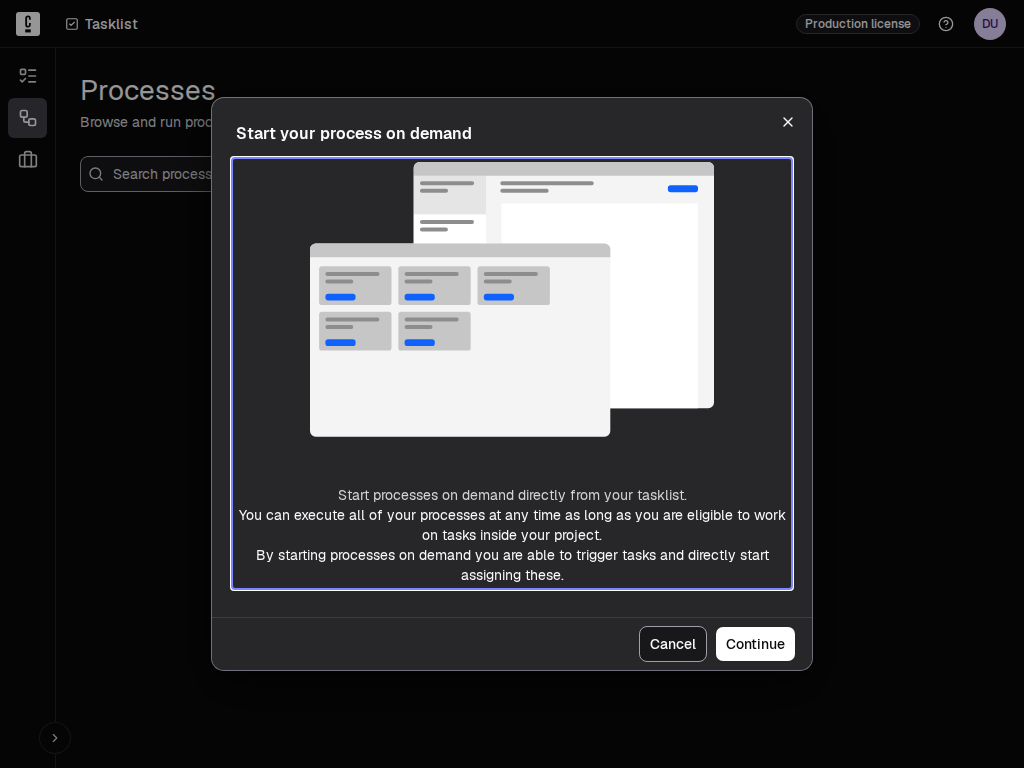 Tasklist
Production license
DU
Processes
Browse and run proc
Search process
Start your process on demand
Start processes on demand directly from your tasklist.
You can execute all of your processes at any time as long as you are eligible to work
on tasks inside your project.
By starting processes on demand you are able to trigger tasks and directly start
assigning these.
Cancel
Continue